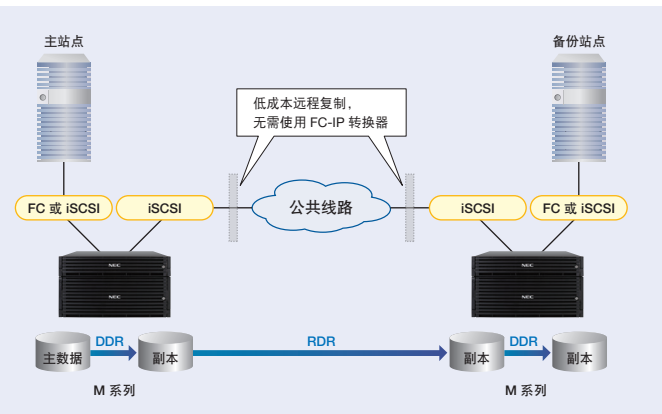 主站点
备份站点
低成本远程复制,
无需使用 FC-IP 转换器
FC 或 iSCSI
iSCSI
公共线路
iSCSI
FC 或 iSCSI
NEC
NEC
NEC
NEC
主数据
DDR
副本
RDR
副本
DDR
副本
M 系列
M 系列